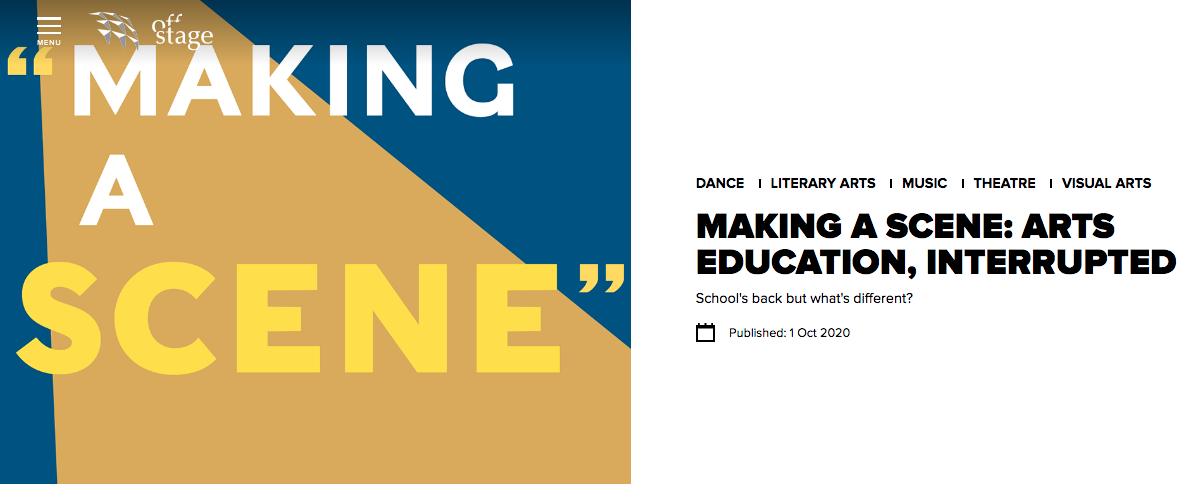 MENU
off
stage
“MAKING
A
SCENE”
DANCE | LITERARY ARTS | MUSIC | THEATRE | VISUAL ARTS
MAKING A SCENE: ARTS
EDUCATION, INTERRUPTED
School's back but what's different?
Published: 1 Oct 2020